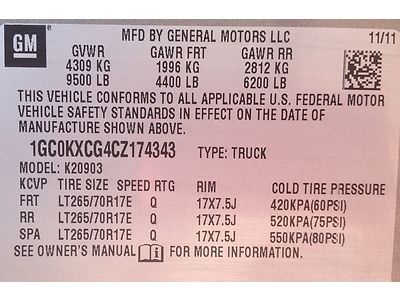 GM MFD BY GENERAL MOTORS LLC 11/11
GVWR GAWR FRT GAWR RR
4309 KG 1996 KG 2812 KG
9500 LB 4400 LB 6200 LB
THIS VEHICLE CONFORMS TO ALL APPLICABLE U.S. FEDERAL MOTOR
VEHICLE SAFETY STANDARDS IN EFFECT ON THE DATE OF
MANUFACTURE SHOWN ABOVE.
1GC0KXCG4CZ174343 TYPE: TRUCK
MODEL: K20903
KCVP TIRE SIZE SPEED RTG RIM COLD TIRE PRESSURE
FRT LT265/70R17E Q 17X7.5J 420KPA(60PSI)
RR LT265/70R17E Q 17X7.5J 520KPA(75PSI)
SPA LT265/70R17E Q 17X7.5J 550KPA(80PSI)
SEE OWNER'S MANUAL FOR MORE INFORMATION.